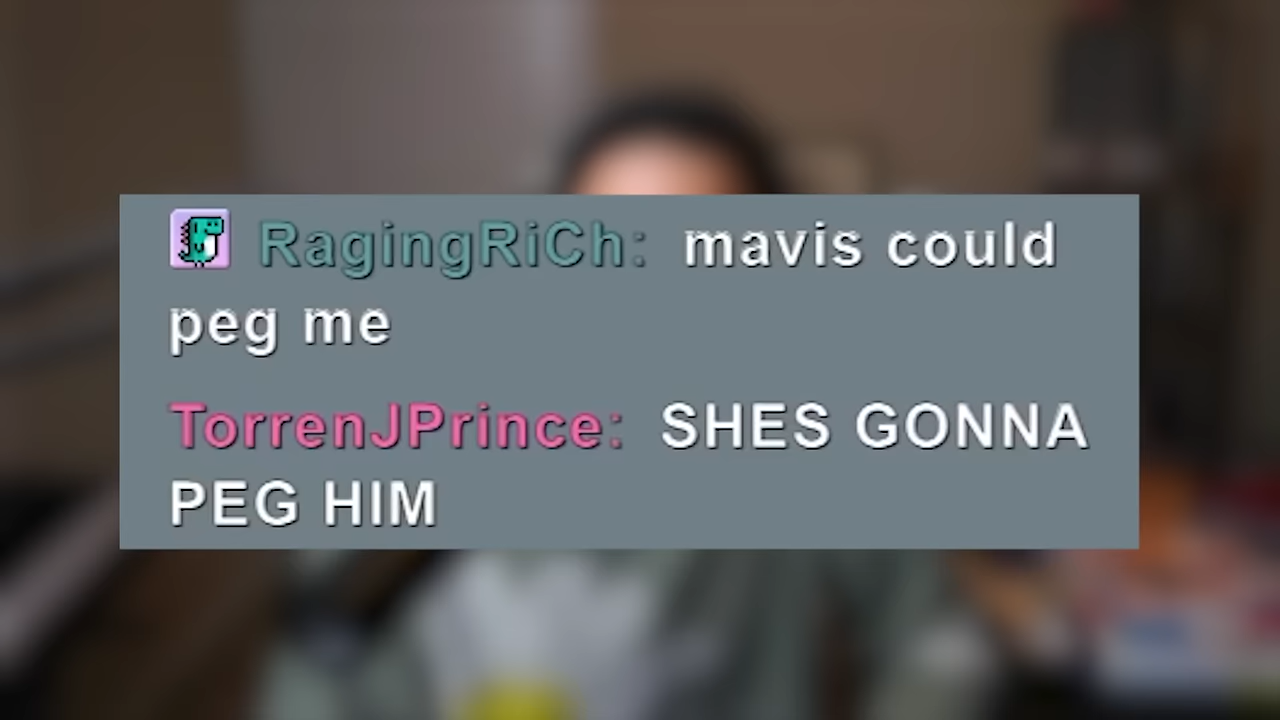 RagingRiCh: mavis could
peg me
TorrenJPrince: SHES GONNA
PEG HIM